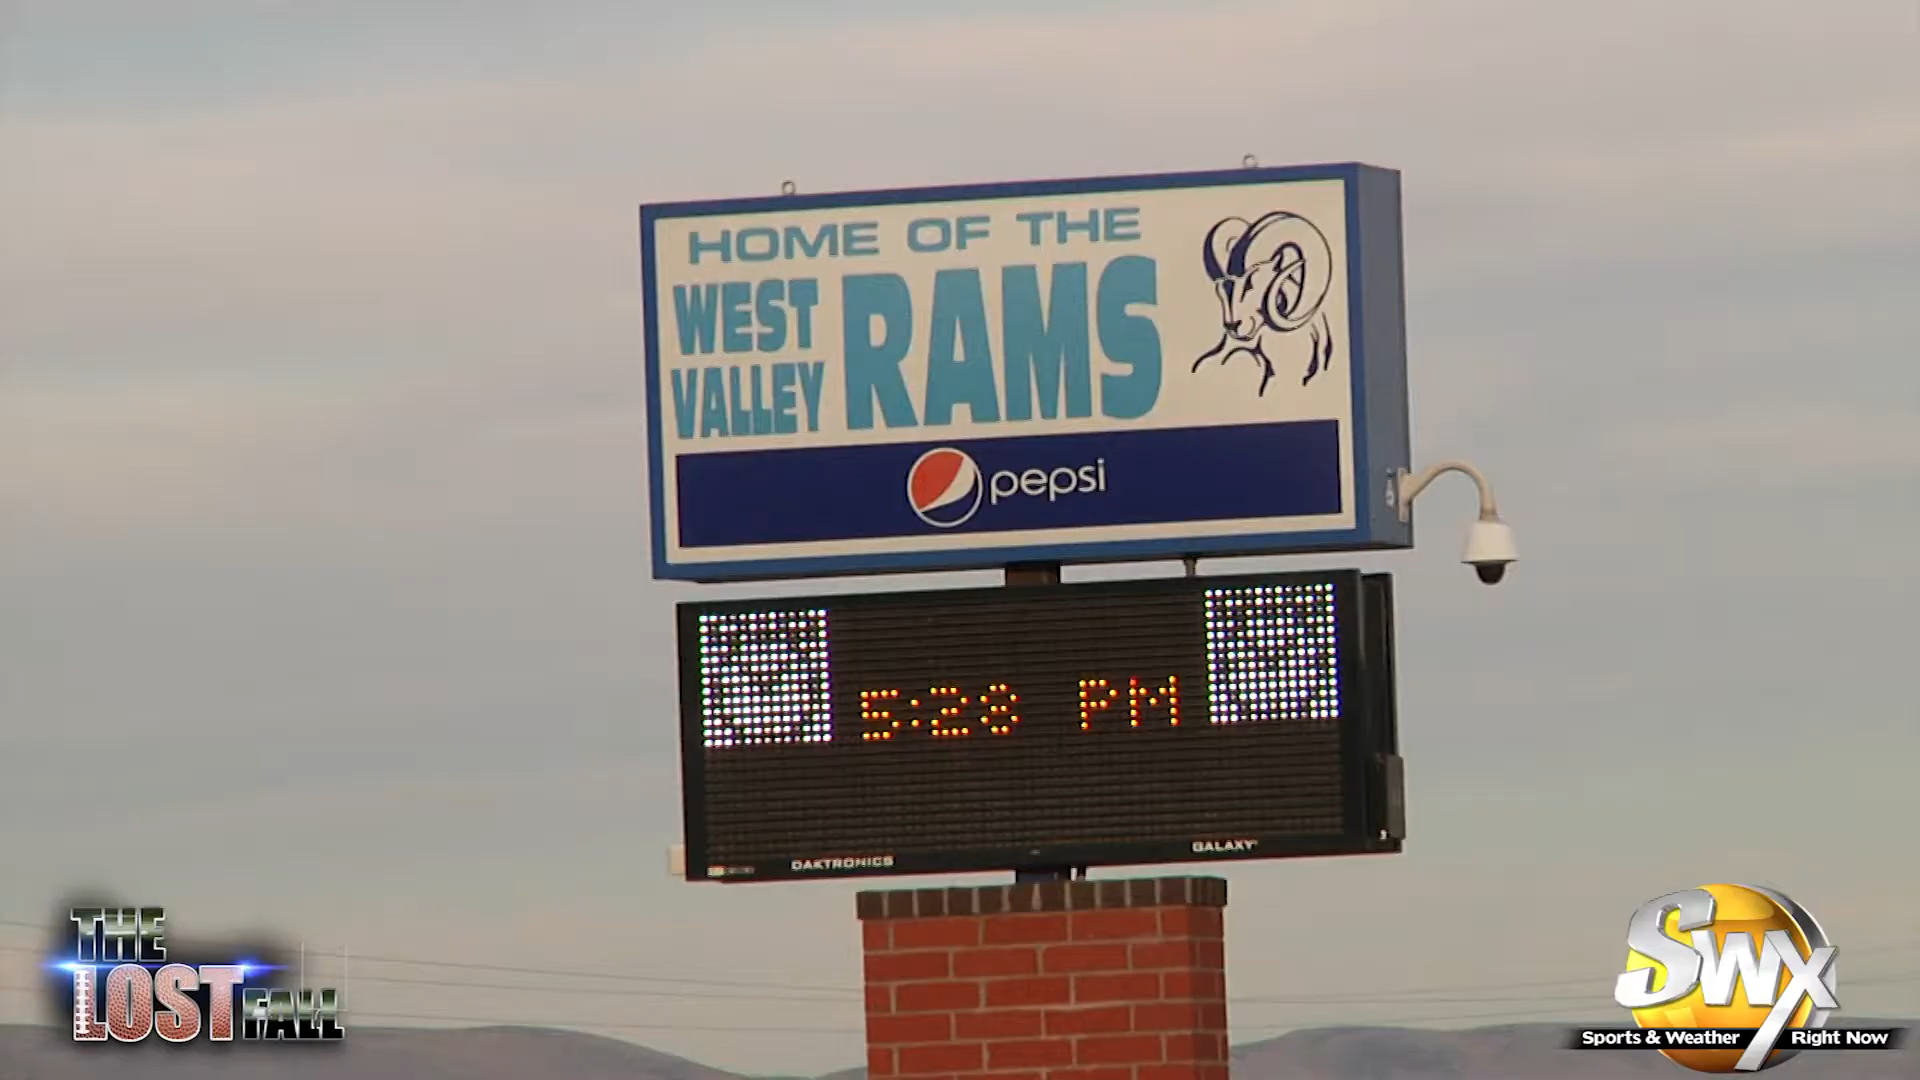 HOME OF THE
WEST
VALLEY
RAMS
pepsi
5:28 PM
DAKTRONICS
GALAXY
THE
LOST
FALL
SWX
Sports & Weather Right Now